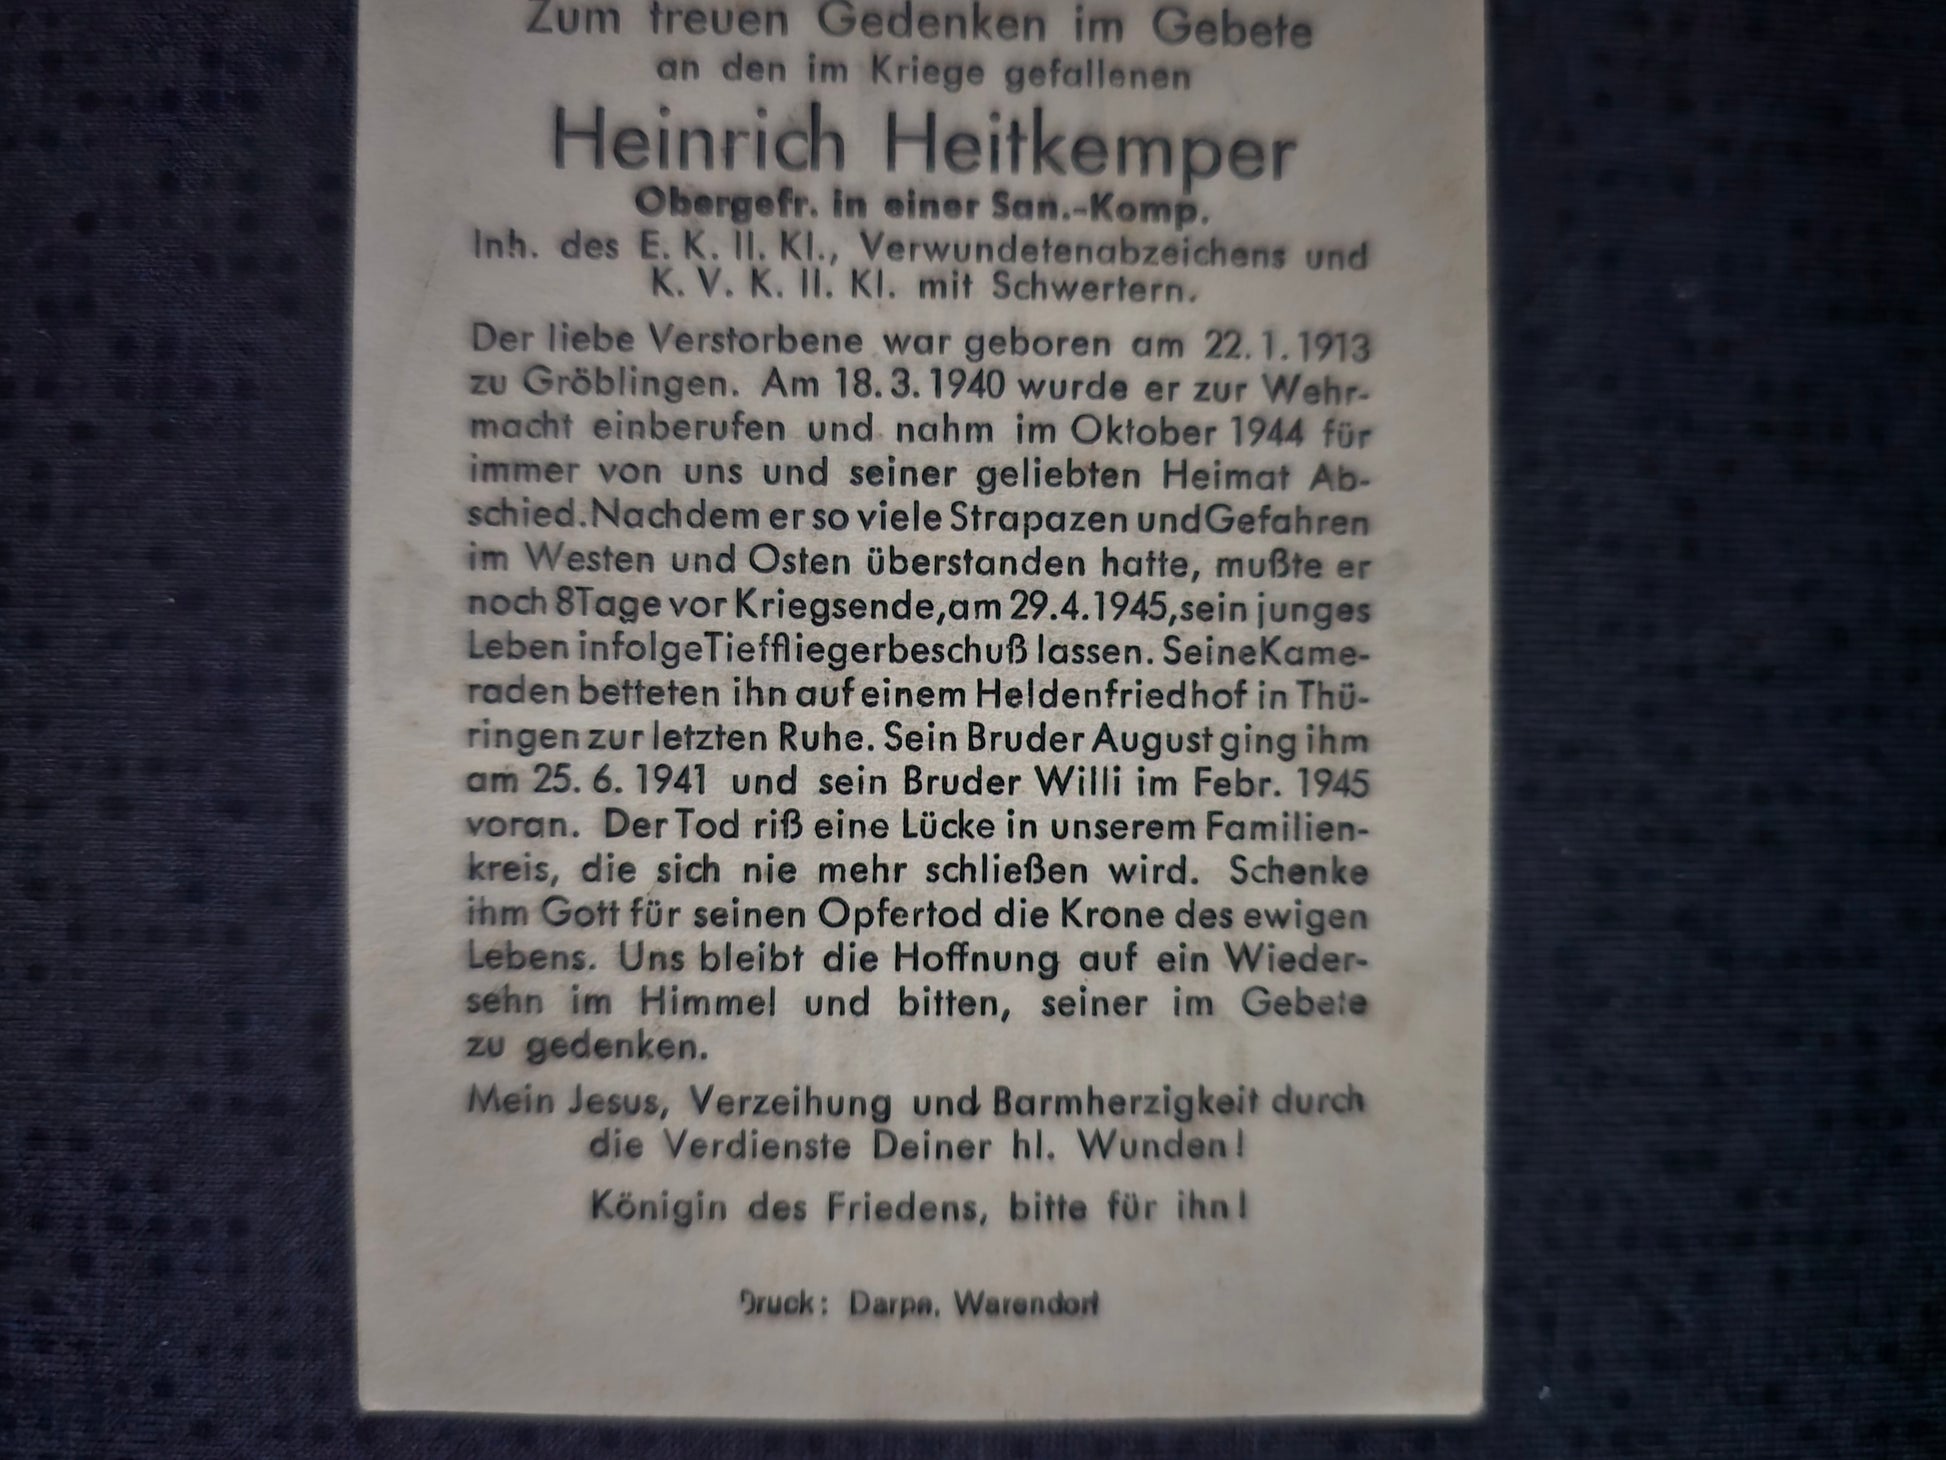 Zum treuen Gedenken im Gebete
an den im Kriege gefallenen
Heinrich Heitkemper
Obergefr. in einer San.-Komp.
Inh. des E. K. II. Kl., Verwundetenabzeichens und
K. V. K. II. Kl. mit Schwertern.
Der liebe Verstorbene war geboren am 22. 1. 1913
zu Gröblingen. Am 18. 3. 1940 wurde er zur Wehr-
macht einberufen und nahm im Oktober 1944 für
immer von uns und seiner geliebten Heimat Ab-
schied. Nachdem er so viele Strapazen und Gefahren
im Westen und Osten überstanden hatte, mußte er
noch 8 Tage vor Kriegsende, am 29.4.1945, sein junges
Leben infolge Tieffliegerbeschuß lassen. Seine Kame-
raden betteten ihn auf einem Heldenfriedhof in Thü-
ringen zur letzten Ruhe. Sein Bruder August ging ihm
am 25. 6. 1941 und sein Bruder Willi im Febr. 1945
voran. Der Tod riß eine Lücke in unserem Familien-
kreis, die sich nie mehr schließen wird. Schenke
ihm Gott für seinen Opfertod die Krone des ewigen
Lebens. Uns bleibt die Hoffnung auf ein Wieder-
sehn im Himmel und bitten, seiner im Gebete
zu gedenken.
Mein Jesus, Verzeihung und Barmherzigkeit durch
die Verdienste Deiner hl. Wunden!
Königin des Friedens, bitte für ihn!
Druck: Darpe, Warendorf